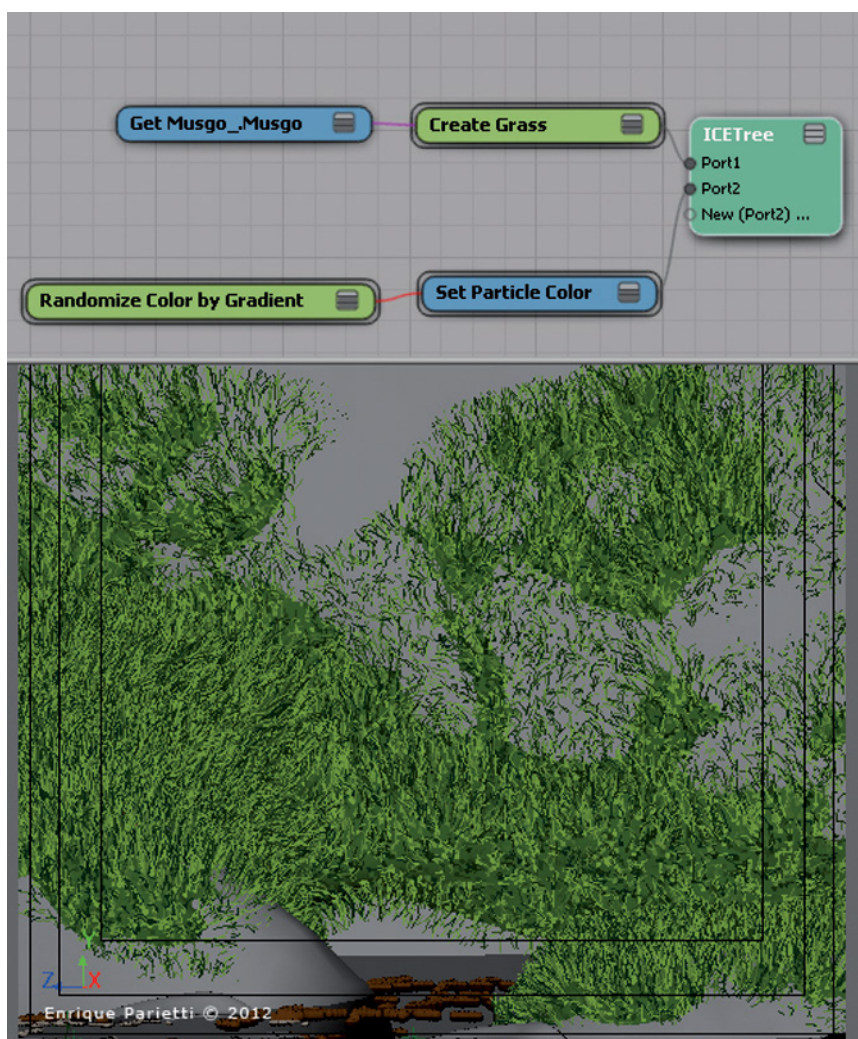 Get Musgo_.Musgo
Create Grass
ICETree
Port1
Port2
New (Port2) ...
Randomize Color by Gradient
Set Particle Color
Y
Z X
Enrique Parietti © 2012